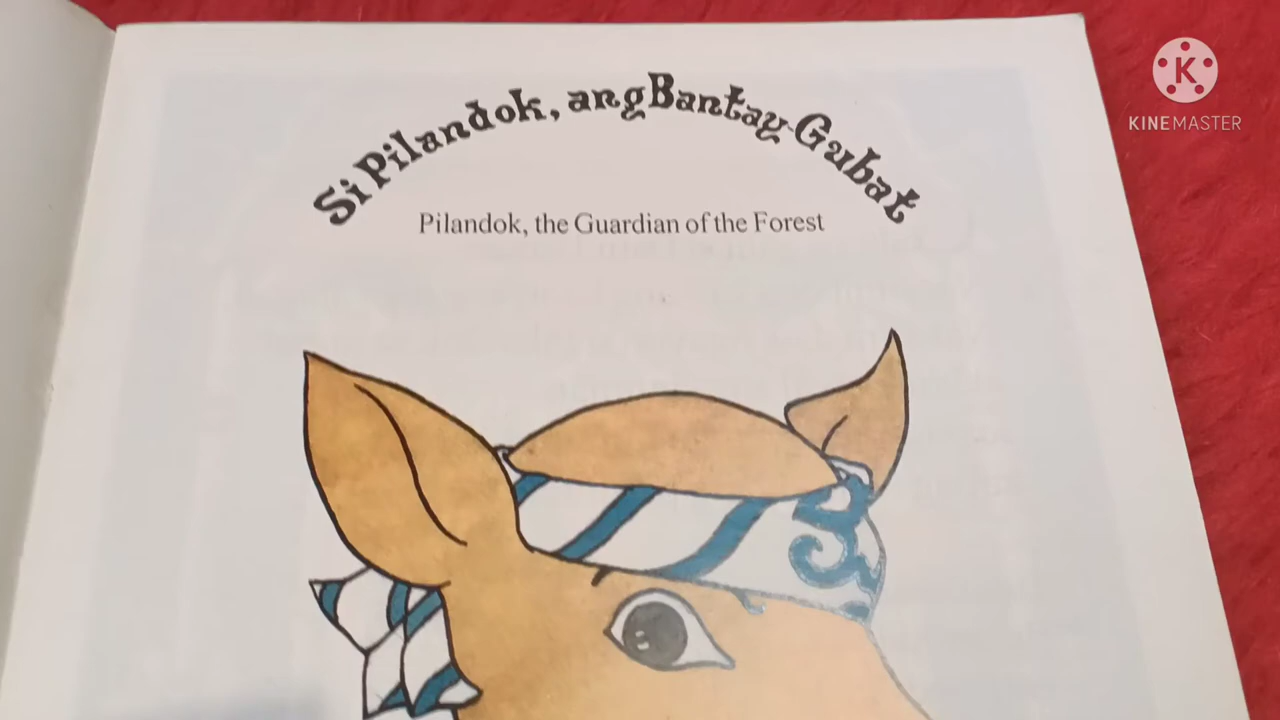 Si Pilandok, ang Bantay-Gubat
Pilandok, the Guardian of the Forest
K
KINEMASTER